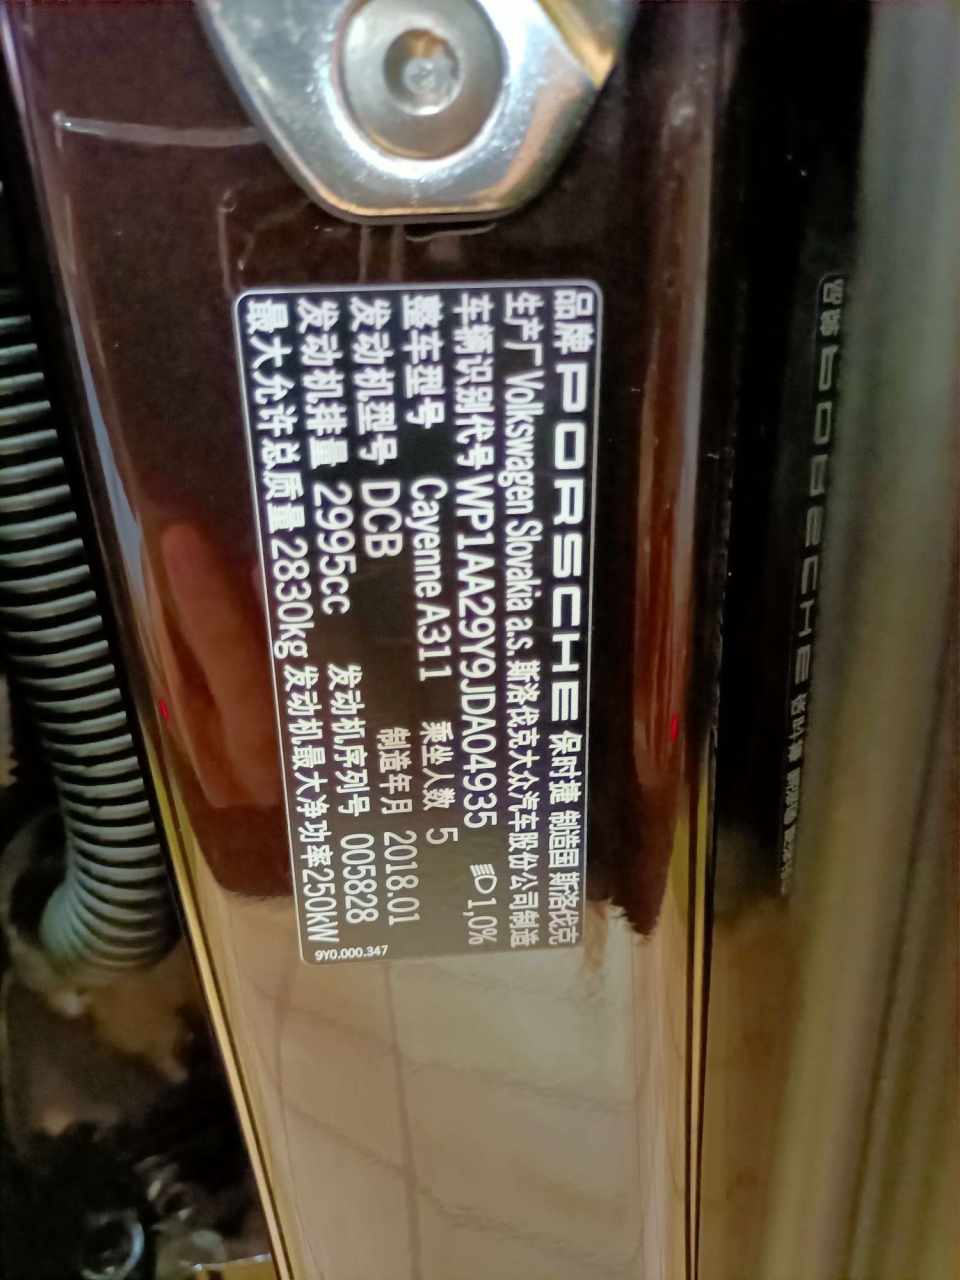 品牌 PORSCHE 保时捷 制造国 斯洛伐克
生产厂 Volkswagen Slovakia a.s. 斯洛伐克大众汽车股份公司制造
车辆识别代号 WP1AA29Y9JDA04935 1,0%
整车型号 Cayenne A311 乘坐人数 5
发动机型号 DCB 制造年月 2018.01
发动机排量 2995cc 发动机序列号 005828
最大允许总质量 2830kg 发动机最大净功率250kW
9Y0.000.347